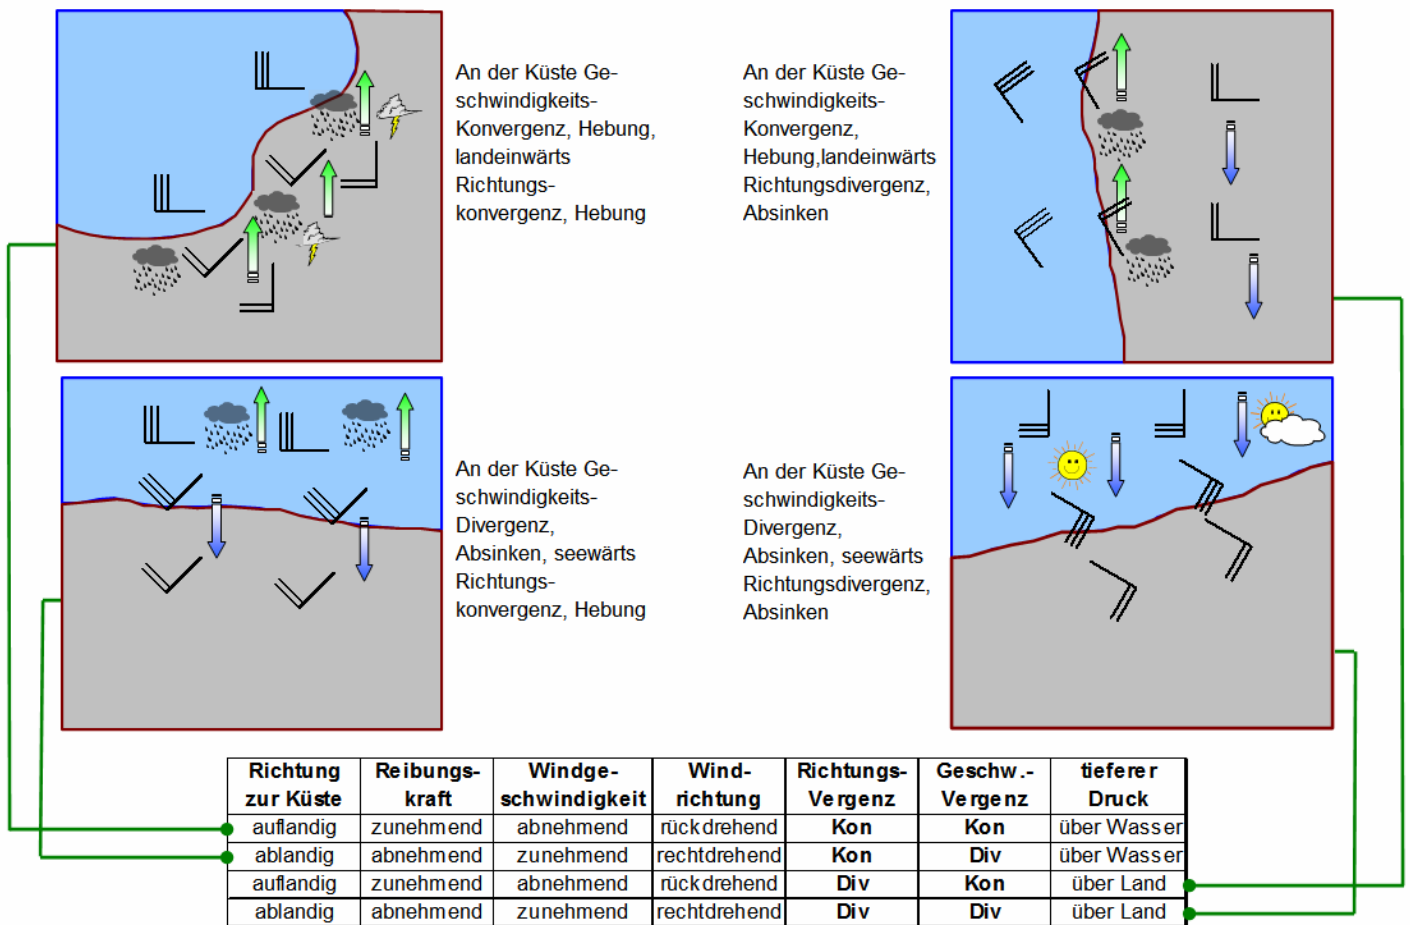 An der Küste Ge-
schwindigkeits-
Konvergenz, Hebung,
landeinwärts
Richtungs-
konvergenz, Hebung
An der Küste Ge-
schwindigkeits-
Konvergenz,
Hebung,landeinwärts
Richtungsdivergenz,
Absinken
An der Küste Ge-
schwindigkeits-
Divergenz,
Absinken, seewärts
Richtungs-
konvergenz, Hebung
An der Küste Ge-
schwindigkeits-
Divergenz,
Absinken, seewärts
Richtungsdivergenz,
Absinken
Richtung zur Küste Reibungs-kraft Windge-schwindigkeit Wind-richtung Richtungs-Vergenz Geschw.-Vergenz tieferer Druck
auflandig zunehmend abnehmend rückdrehend Kon Kon über Wasser
ablandig abnehmend zunehmend rechtdrehend Kon Div über Wasser
auflandig zunehmend abnehmend rückdrehend Div Kon über Land
ablandig abnehmend zunehmend rechtdrehend Div Div über Land